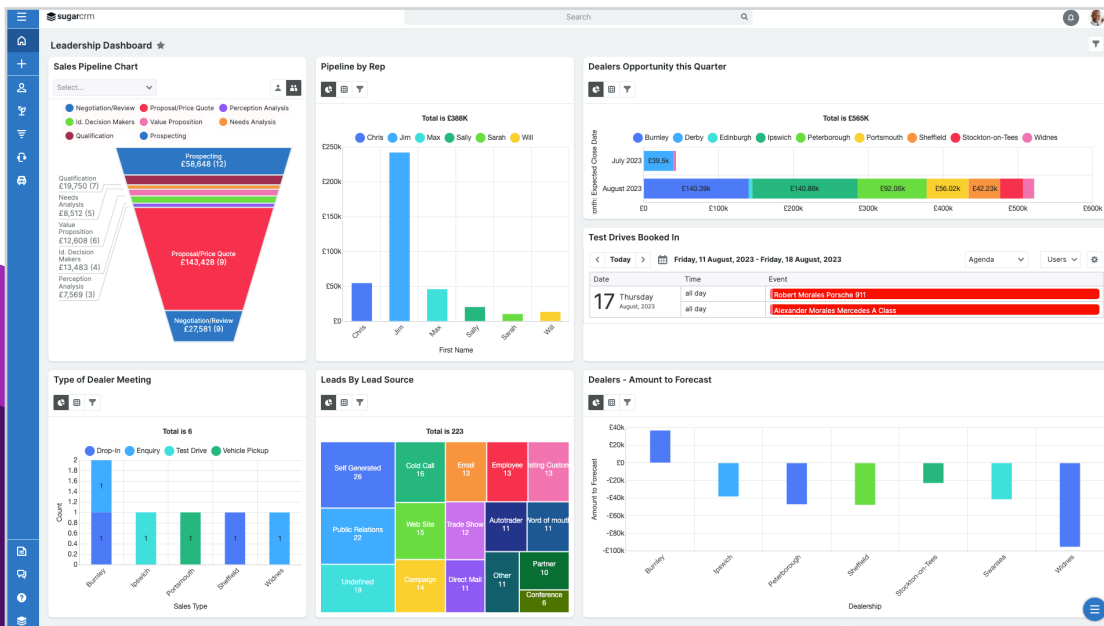 sugarcrm
Search
Leadership Dashboard
Sales Pipeline Chart
Select...
Negotiation/Review Proposal/Price Quote Perception Analysis
Id. Decision Makers Value Proposition Needs Analysis
Qualification Prospecting
Prospecting
£58,648 (12)
Qualification
£19,750 (7)
Needs
Analysis
£8,512 (5)
Value
Proposition
£12,608 (6)
Id. Decision
Makers
£13,483 (4)
Perception
Analysis
£7,569 (3)
Proposal/Price Quote
£143,428 (9)
Negotiation/Review
£27,581 (9)
Pipeline by Rep
Total is £388K
Chris Jim Max Sally Sarah Will
£250k
£200k
£150k
£100k
£50k
£0
Chris Jim Max Sally Sarah Will
First Name
Dealers Opportunity this Quarter
Total is £565K
Burnley Derby Edinburgh Ipswich Peterborough Portsmouth Sheffield Stockton-on-Tees Widnes
onth: Expected Close Date
July 2023 £39.5k
August 2023 £140.39k £140.86k £92.06k £56.02k £42.23k
£0 £100k £200k £300k £400k £500k £600k
Test Drives Booked In
Today Friday, 11 August, 2023 - Friday, 18 August, 2023 Agenda Users
Date Time Event
17 Thursday
August, 2023
all day Robert Morales Porsche 911
all day Alexander Morales Mercedes A Class
Type of Dealer Meeting
Total is 6
Drop-In Enquiry Test Drive Vehicle Pickup
2
1.8
1.6
1.4
1.2
1
0.8
0.6
0.4
0.2
0
Count
1
1 1 1 1 1
Burnley Ipswich Portsmouth Sheffield Widnes
Sales Type
Leads By Lead Source
Total is 223
Self Generated
26
Public Relations
22
Undefined
19
Cold Call
16
Web Site
15
Campaign
14
Email
13
Employee
13
isting Custom
13
Trade Show
12
Direct Mail
11
Autotrader
11
Word of mouth
11
Other
11
Partner
10
Conference
6
Dealers - Amount to Forecast
£40k
£20k
£0
-£20k
-£40k
-£60k
-£80k
-£100k
Amount to Forecast
Burnley Ipswich Peterborough Sheffield Stockton-on-Tees Swansea Widnes
Dealership